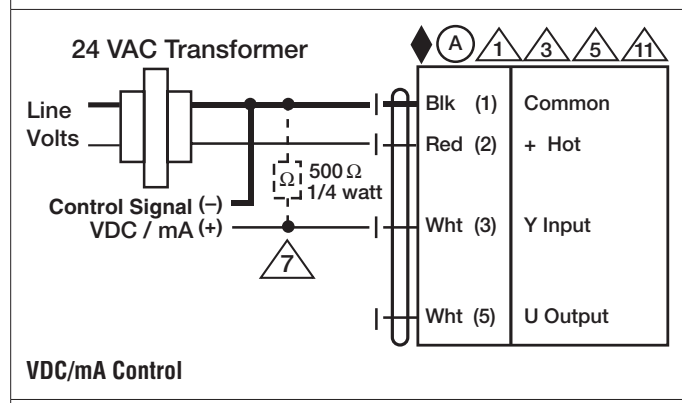 24 VAC Transformer
A 1 3 5 11
Line
Volts
Blk (1) Common
Red (2) + Hot
Ω 500 Ω
1/4 watt
Control Signal (–)
VDC / mA (+)
Wht (3) Y Input
7
Wht (5) U Output
VDC/mA Control